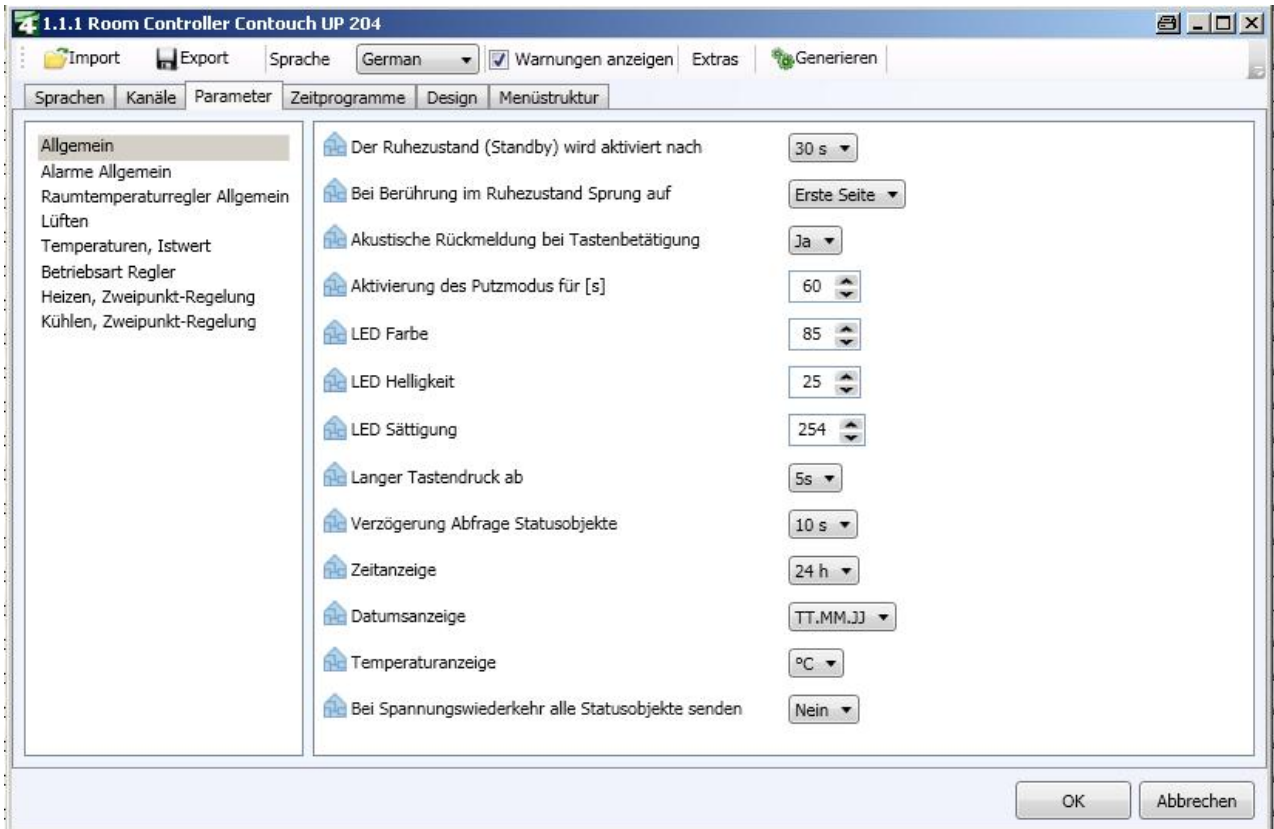 4 1.1.1 Room Controller Contouch UP 204
Import Export Sprache German Warnungen anzeigen Extras Generieren
Sprachen Kanäle Parameter Zeitprogramme Design Menüstruktur
Allgemein
Alarme Allgemein
Raumtemperaturregler Allgemein
Lüften
Temperaturen, Istwert
Betriebsart Regler
Heizen, Zweipunkt-Regelung
Kühlen, Zweipunkt-Regelung
Der Ruhezustand (Standby) wird aktiviert nach 30 s
Bei Berührung im Ruhezustand Sprung auf Erste Seite
Akustische Rückmeldung bei Tastenbetätigung Ja
Aktivierung des Putzmodus für [s] 60
LED Farbe 85
LED Helligkeit 25
LED Sättigung 254
Langer Tastendruck ab 5s
Verzögerung Abfrage Statusobjekte 10 s
Zeitanzeige 24 h
Datumsanzeige TT.MM.JJ
Temperaturanzeige °C
Bei Spannungswiederkehr alle Statusobjekte senden Nein
OK Abbrechen